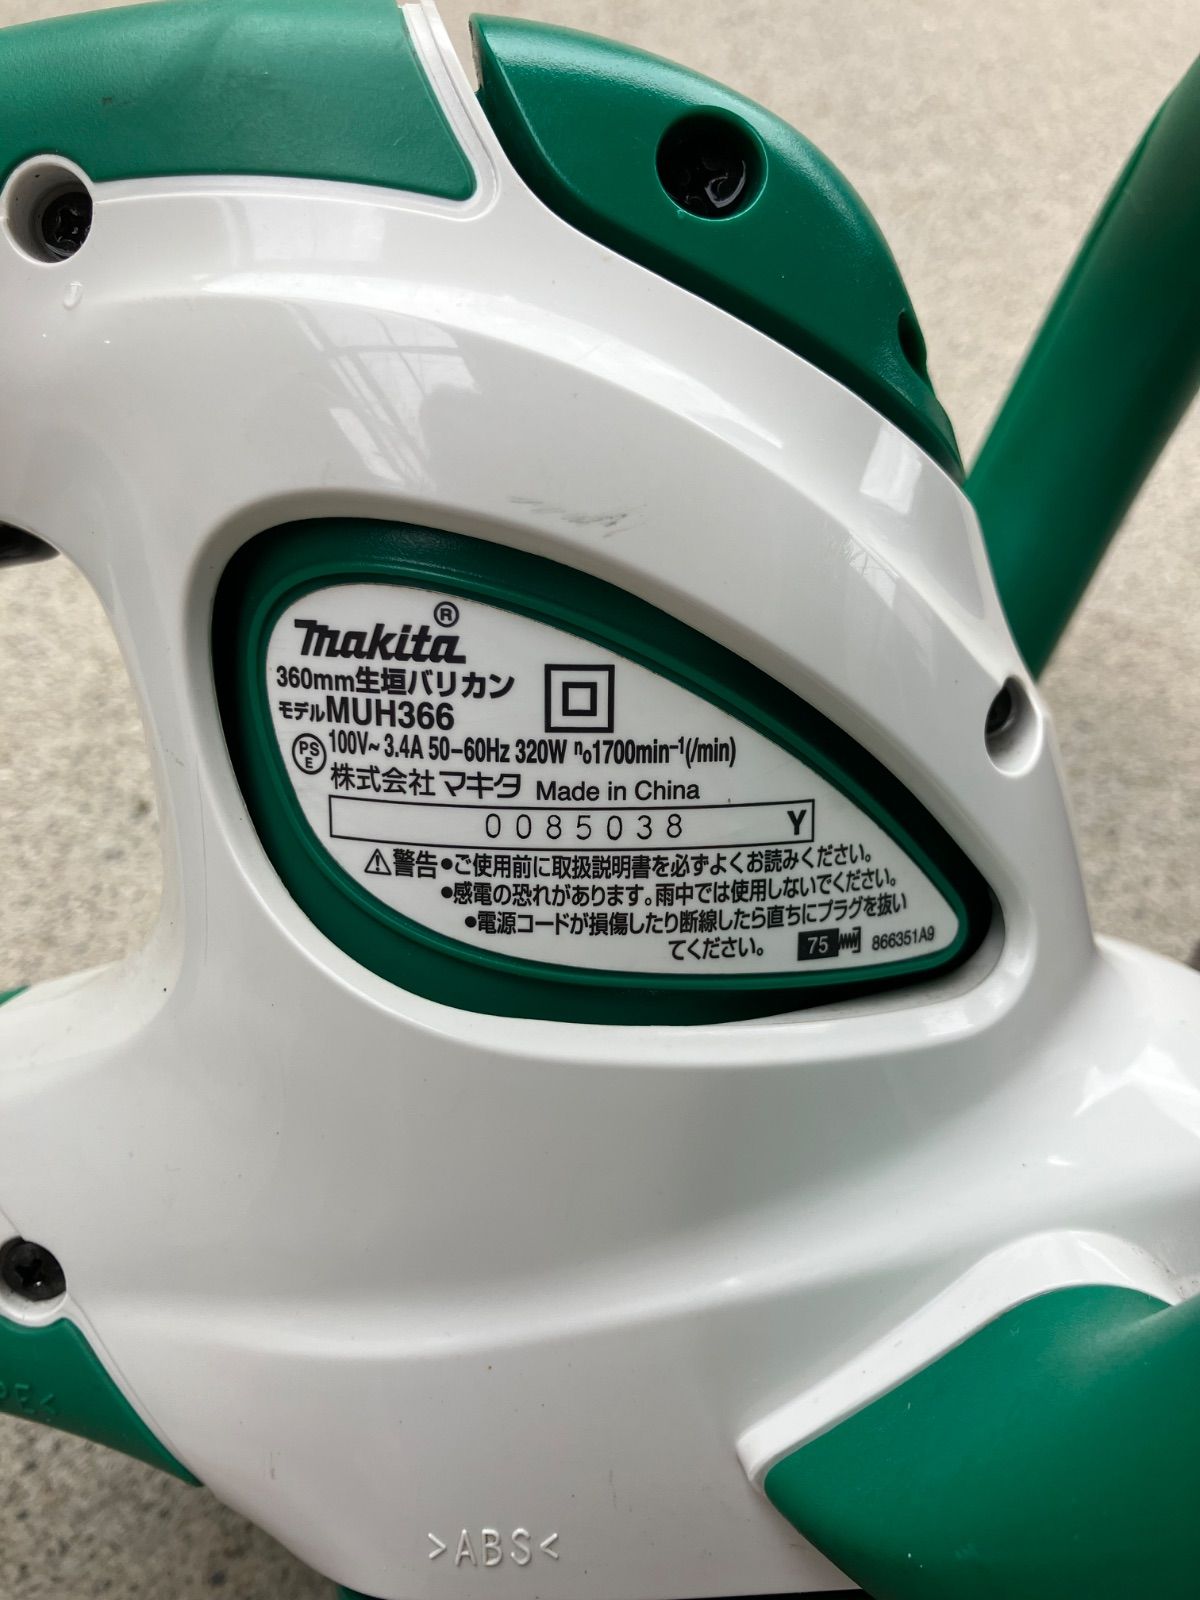 makita®
360mm生垣バリカン
モデルMUH366
PSE 100V~ 3.4A 50-60Hz 320W n₀1700min⁻¹(/min)
株式会社マキタ Made in China
0085038 Y
⚠警告●ご使用前に取扱説明書を必ずよくお読みください。
●感電の恐れがあります。雨中では使用しないでください。
●電源コードが損傷したり断線したら直ちにプラグを抜い
てください。 75 866351A9
>ABS<